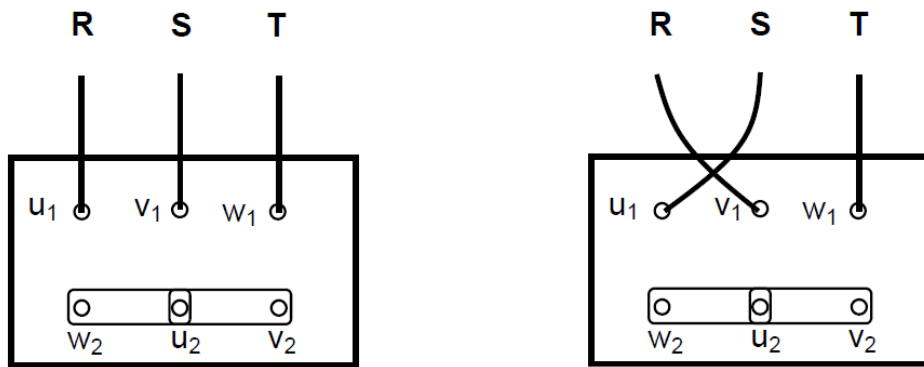 R S T R S T
u₁ v₁ w₁ u₁ v₁ w₁
w₂ u₂ v₂ w₂ u₂ v₂